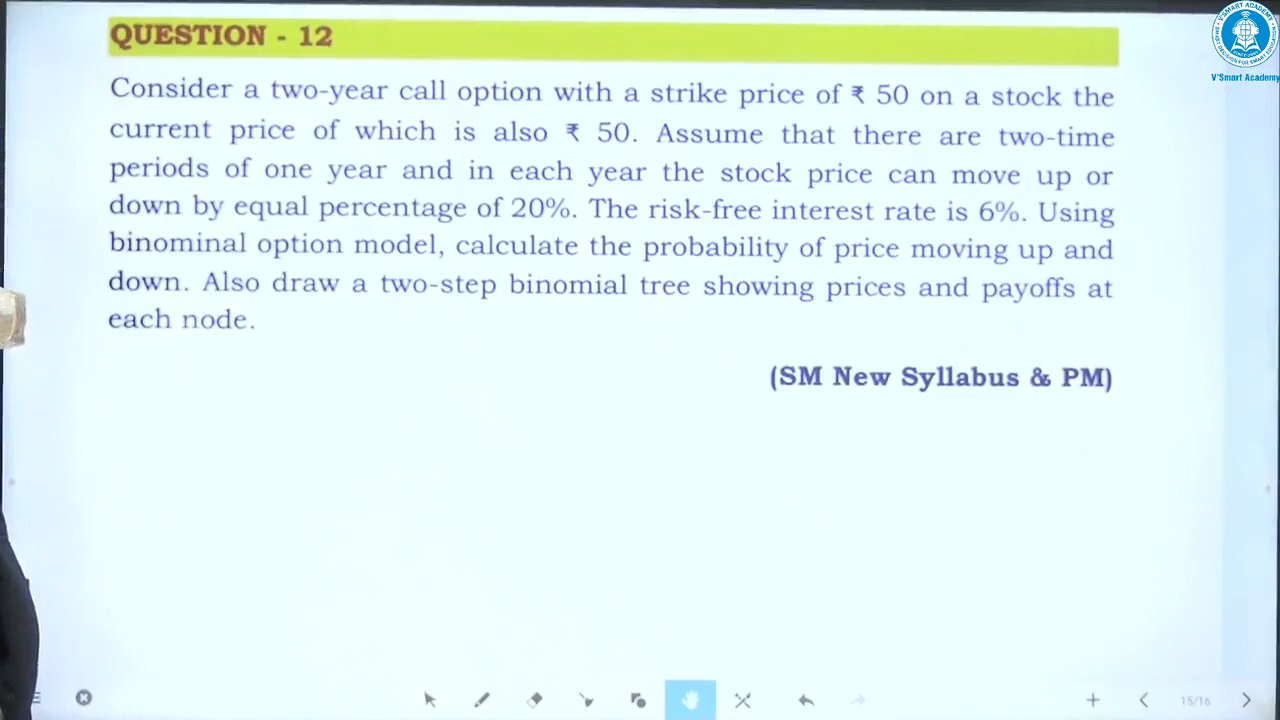 QUESTION - 12
Consider a two-year call option with a strike price of ₹ 50 on a stock the
current price of which is also ₹ 50. Assume that there are two-time
periods of one year and in each year the stock price can move up or
down by equal percentage of 20%. The risk-free interest rate is 6%. Using
binominal option model, calculate the probability of price moving up and
down. Also draw a two-step binomial tree showing prices and payoffs at
each node.
(SM New Syllabus & PM)
V'SMART ACADEMY
V'Smart Academy
15/16